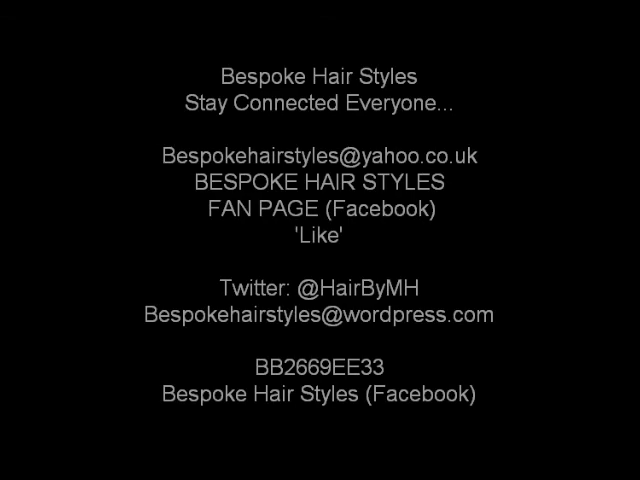 Bespoke Hair Styles
Stay Connected Everyone...
Bespokehairstyles@yahoo.co.uk
BESPOKE HAIR STYLES
FAN PAGE (Facebook)
'Like'
Twitter: @HairByMH
Bespokehairstyles@wordpress.com
BB2669EE33
Bespoke Hair Styles (Facebook)